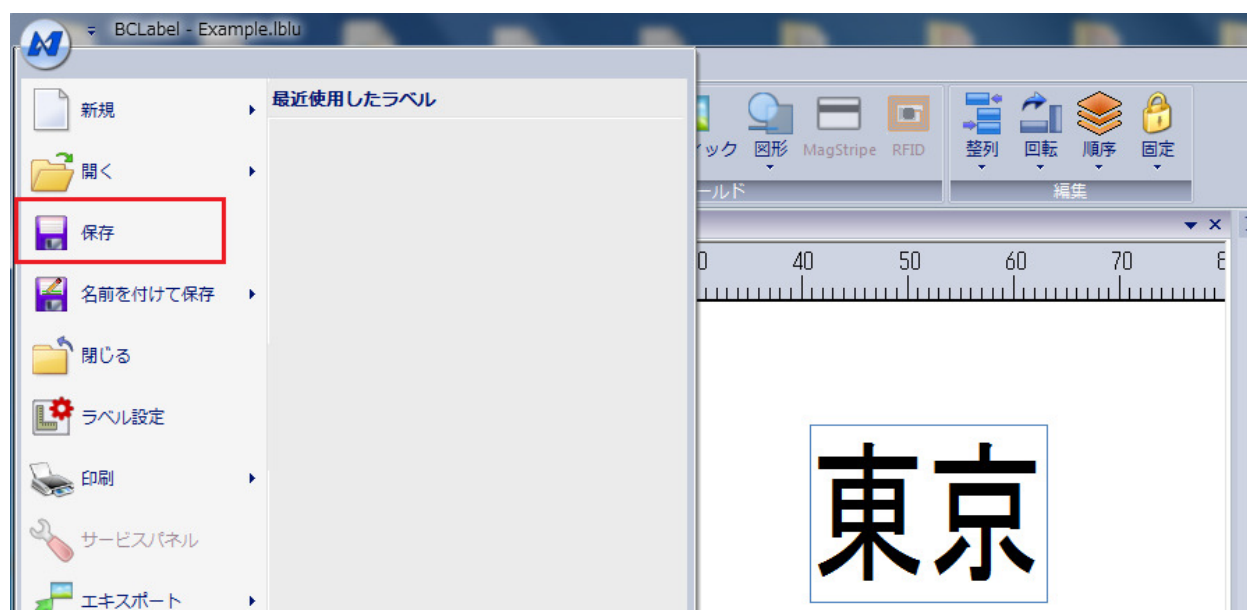 BCLabel - Example.lblu
新規
最近使用したラベル
開く
保存
名前を付けて保存
閉じる
ラベル設定
印刷
サービスパネル
エキスポート
ィック
図形
MagStripe
RFID
整列
回転
順序
固定
ールド
編集
0 40 50 60 70
東京